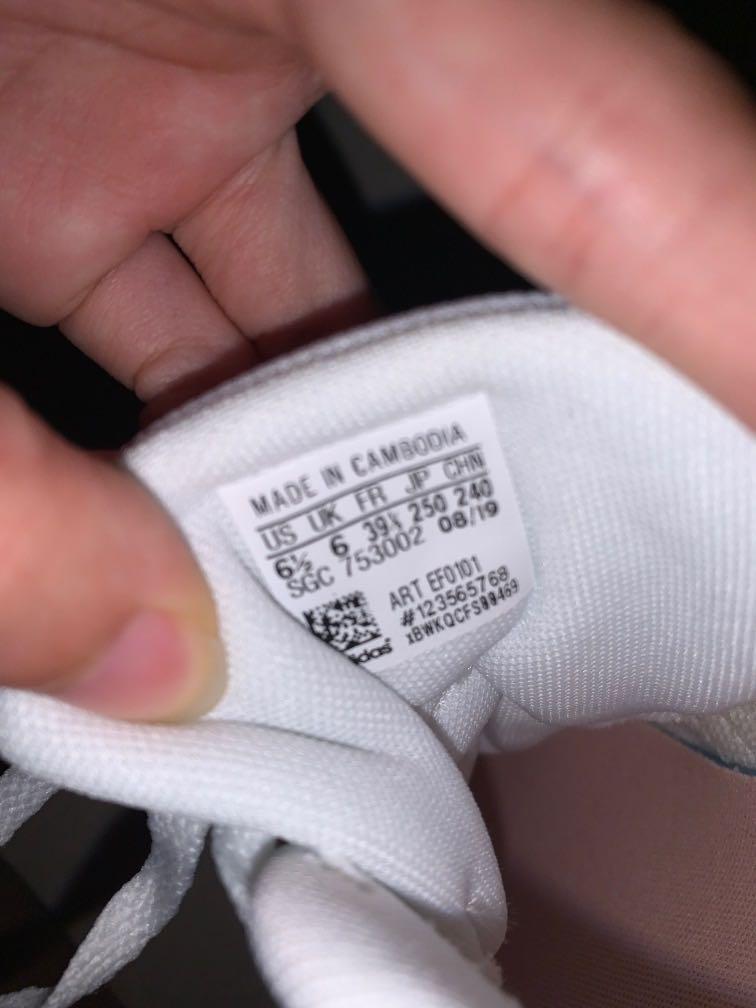 MADE IN CAMBODIA
US UK FR JP CHN
6½ 6 39⅓ 250 240
SGC 753002 08/19
ART EF0101
#123565768
adidas